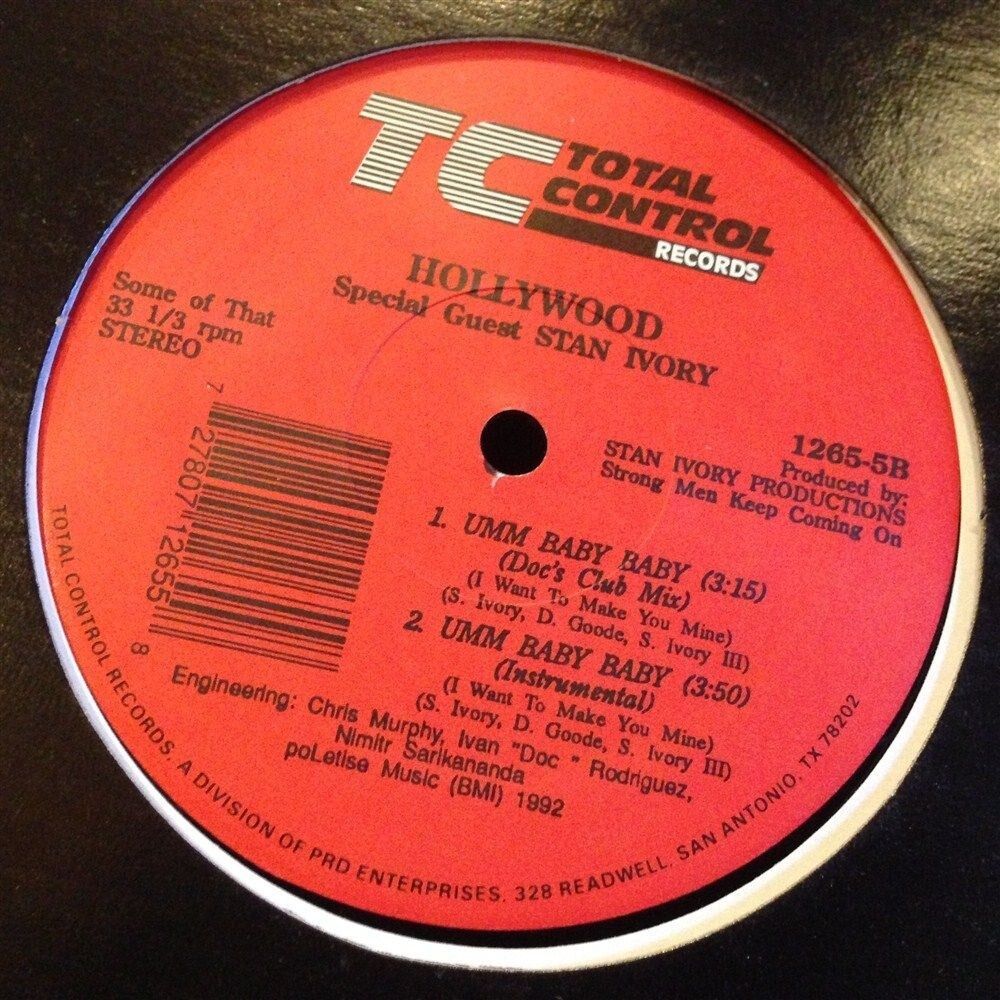 TC TOTAL
CONTROL
RECORDS
HOLLYWOOD
Special Guest STAN IVORY
Some of That
33 1/3 rpm
STEREO
7 27807 12655 8
1265-5B
Produced by:
STAN IVORY PRODUCTIONS
Strong Men Keep Coming On
1. UMM BABY BABY (3:15)
(Doc's Club Mix)
(I Want To Make You Mine)
(S. Ivory, D. Goode, S. Ivory III)
2. UMM BABY BABY (3:50)
(Instrumental)
(I Want To Make You Mine)
(S. Ivory, D. Goode, S. Ivory III)
Engineering: Chris Murphy, Ivan "Doc " Rodriguez,
Nimitr Sarikananda
poLetise Music (BMI) 1992
TOTAL CONTROL RECORDS, A DIVISION OF PRD ENTERPRISES, 328 READWELL, SAN ANTONIO, TX 78202